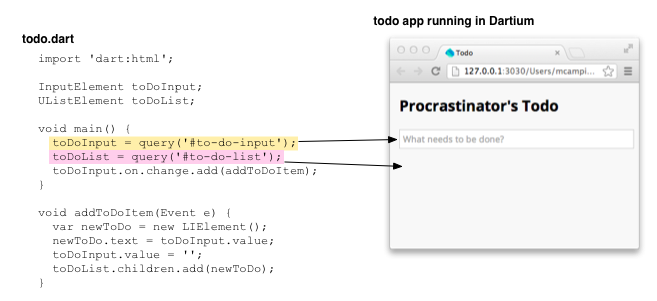 todo app running in Dartium
todo.dart
import 'dart:html';
InputElement toDoInput;
UListElement toDoList;
void main() {
toDoInput = query('#to-do-input');
toDoList = query('#to-do-list');
toDoInput.on.change.add(addToDoItem);
}
void addToDoItem(Event e) {
var newToDo = new LIElement();
newToDo.text = toDoInput.value;
toDoInput.value = '';
toDoList.children.add(newToDo);
}
Todo
127.0.0.1:3030/Users/mcampi...
Procrastinator's Todo
What needs to be done?